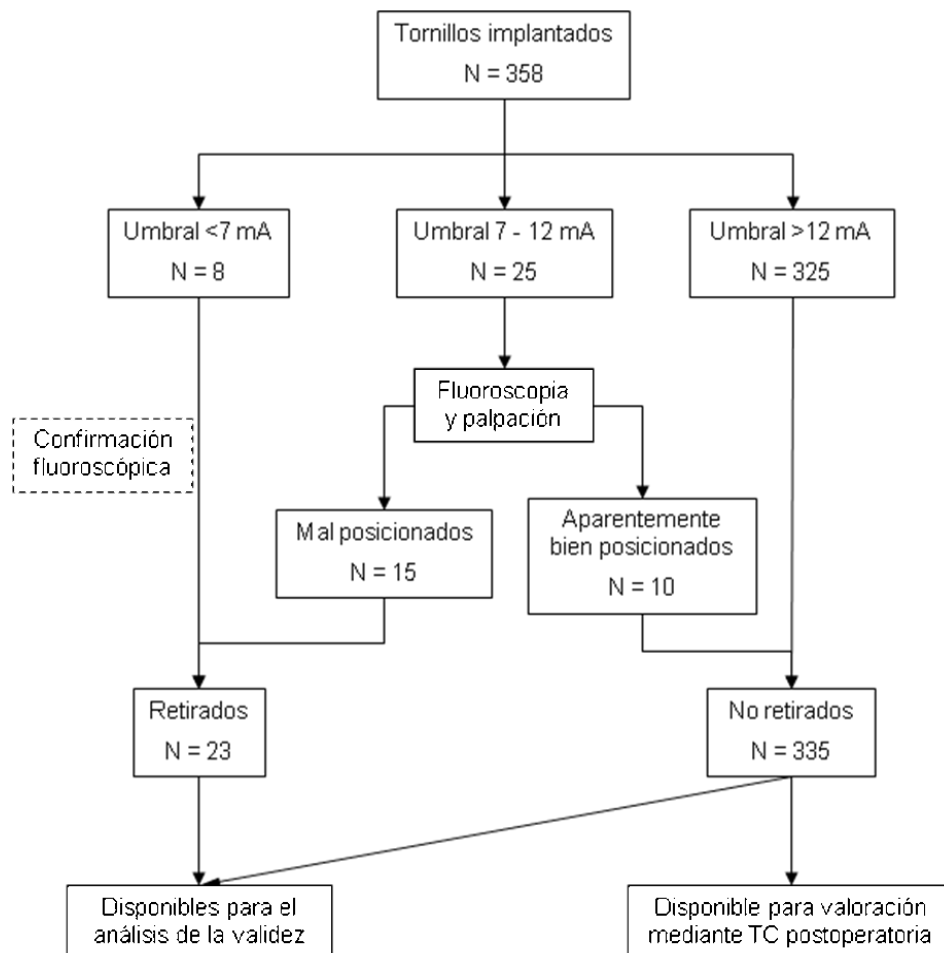 Tornillos implantados
N = 358
Umbral <7 mA
N = 8
Umbral 7 - 12 mA
N = 25
Umbral >12 mA
N = 325
Fluoroscopia
y palpación
Confirmación
fluoroscópica
Mal posicionados
N = 15
Aparentemente
bien posicionados
N = 10
Retirados
N = 23
No retirados
N = 335
Disponibles para el
análisis de la validez
Disponible para valoración
mediante TC postoperatoria